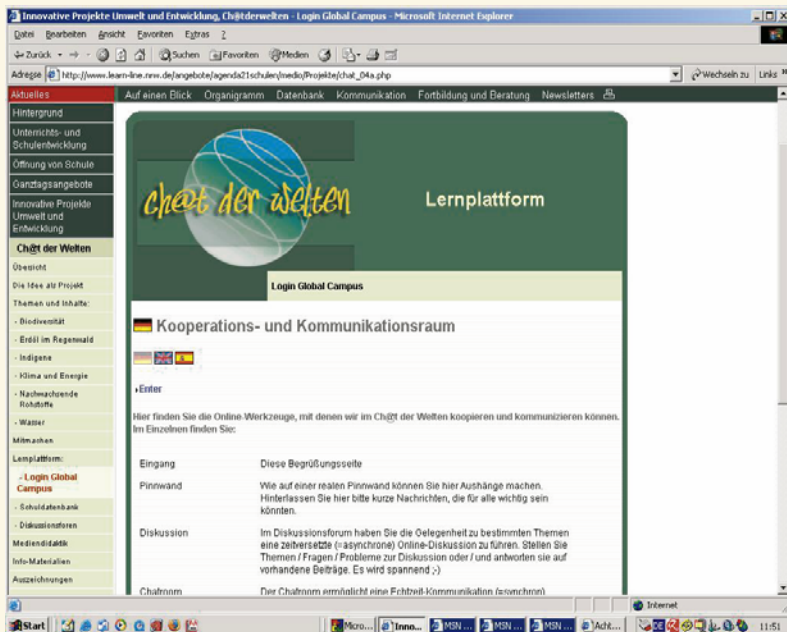 Innovative Projekte Umwelt und Entwicklung, Ch@tderwelten - Login Global Campus - Microsoft Internet Explorer
Datei Bearbeiten Ansicht Favoriten Extras ?
Zurück Suchen Favoriten Medien
Adresse http://www.learn-line.nrw.de/angebote/agenda21schulen/medio/Projekte/chat_04a.php Wechseln zu Links »
Aktuelles
Auf einen Blick Organigramm Datenbank Kommunikation Fortbildung und Beratung Newsletters
Hintergrund
Unterrichts- und
Schulentwicklung
Öffnung von Schule
Ganztagsangebote
Innovative Projekte
Umwelt und
Entwicklung
Ch@t der Welten
Übersicht
Die Idee als Projekt
Themen und Inhalte:
- Biodiversität
- Erdöl im Regenwald
- Indigene
- Klima und Energie
- Nachwachsende
Rohstoffe
- Wasser
Mitmachen
Lernplattform:
- Login Global
Campus
- Schuldatenbank
- Diskussionsforen
Mediendidaktik
Info-Materialien
Auszeichnungen
ch@t der welten
Lernplattform
Login Global Campus
Kooperations- und Kommunikationsraum
Enter
Hier finden Sie die Online-Werkzeuge, mit denen wir im Ch@t der Welten koopieren und kommunizieren können.
Im Einzelnen finden Sie:
Eingang Diese Begrüßungsseite
Pinnwand Wie auf einer realen Pinnwand können Sie hier Aushänge machen.
Hinterlassen Sie hier bitte kurze Nachrichten, die für alle wichtig sein
könnten.
Diskussion Im Diskussionsforum haben Sie die Gelegenheit zu bestimmten Themen
eine zeitversetzte (=asynchrone) Online-Diskussion zu führen. Stellen Sie
Themen / Fragen / Probleme zur Diskussion oder / und antworten sie auf
vorhandene Beiträge. Es wird spannend ;-)
Chatroom Der Chatroom ermöglicht eine Echtzeit-Kommunikation (=synchron)
Internet
Start Micro... Inno... MSN ... MSN ... MSN ... Acht... DE 11:51